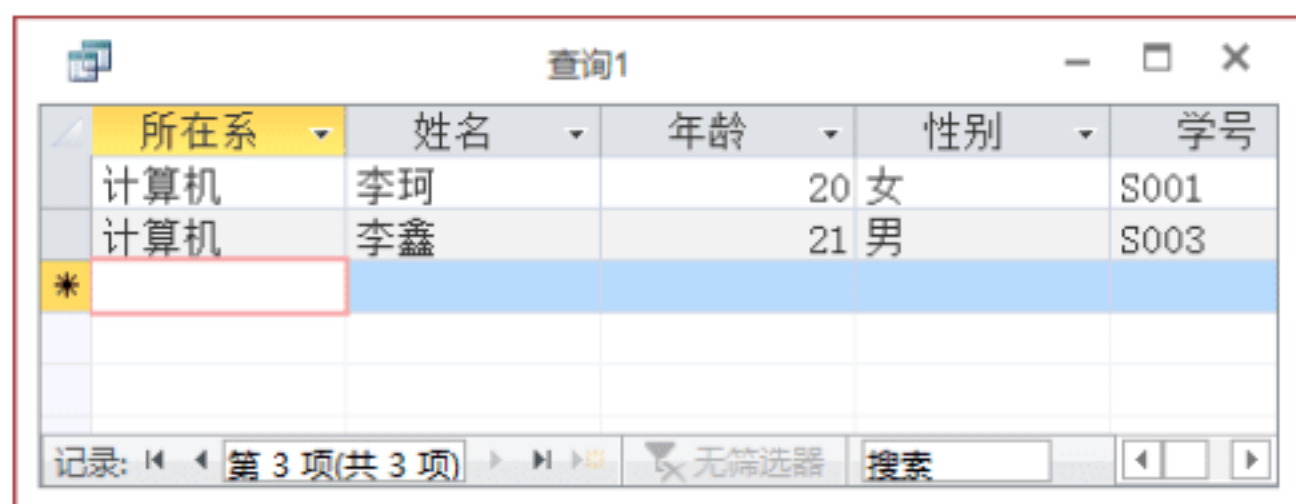 查询1
所在系 姓名 年龄 性别 学号
计算机 李珂 20 女 S001
计算机 李鑫 21 男 S003
记录: 第 3 项(共 3 项) 无筛选器 搜索